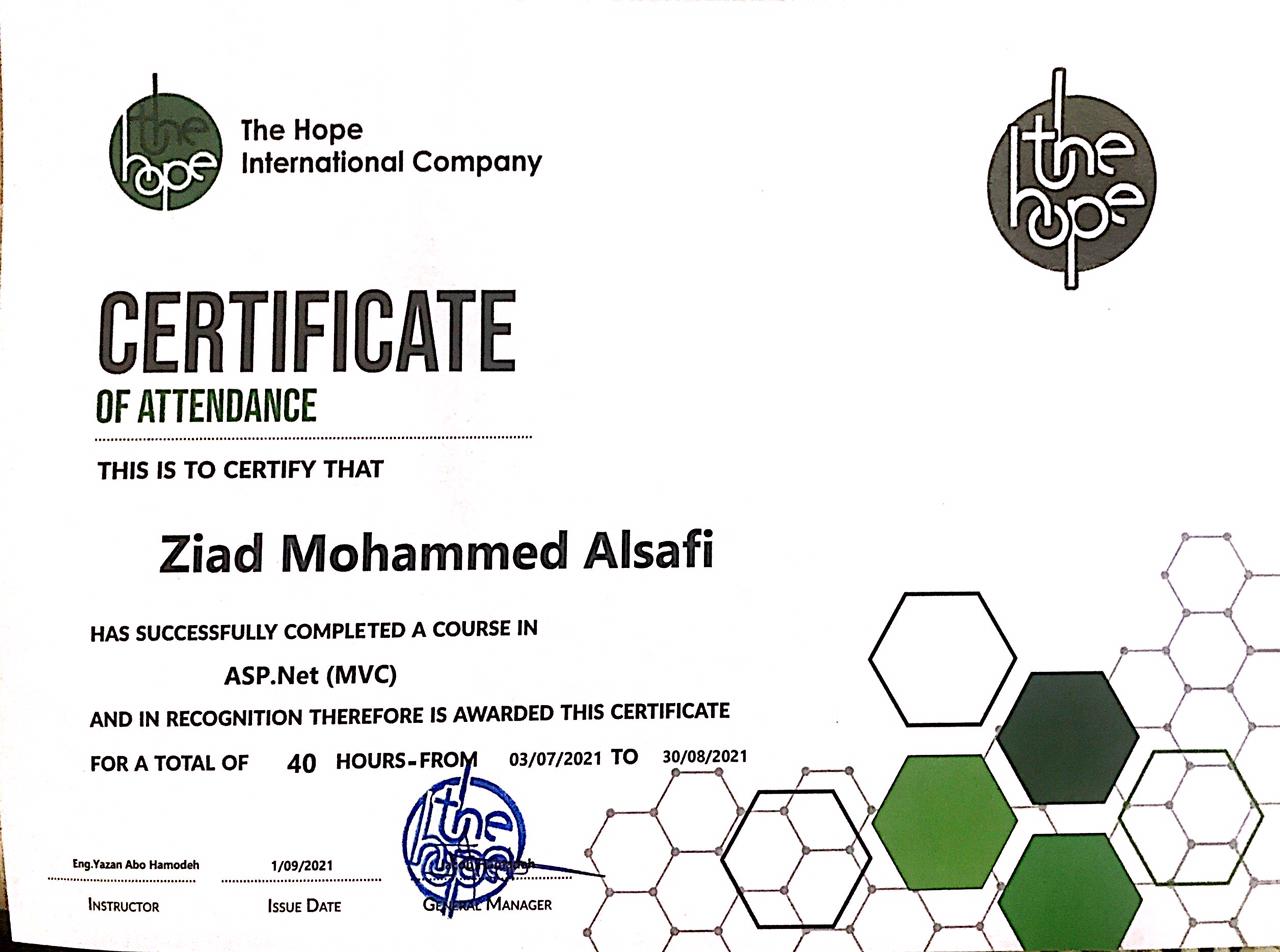 the hope
The Hope
International Company
the hope
CERTIFICATE
OF ATTENDANCE
THIS IS TO CERTIFY THAT
Ziad Mohammed Alsafi
HAS SUCCESSFULLY COMPLETED A COURSE IN
ASP.Net (MVC)
AND IN RECOGNITION THEREFORE IS AWARDED THIS CERTIFICATE
FOR A TOTAL OF 40 HOURS-FROM 03/07/2021 TO 30/08/2021
the hope
Eng.Yazan Abo Hamodeh 1/09/2021
INSTRUCTOR ISSUE DATE GENERAL MANAGER